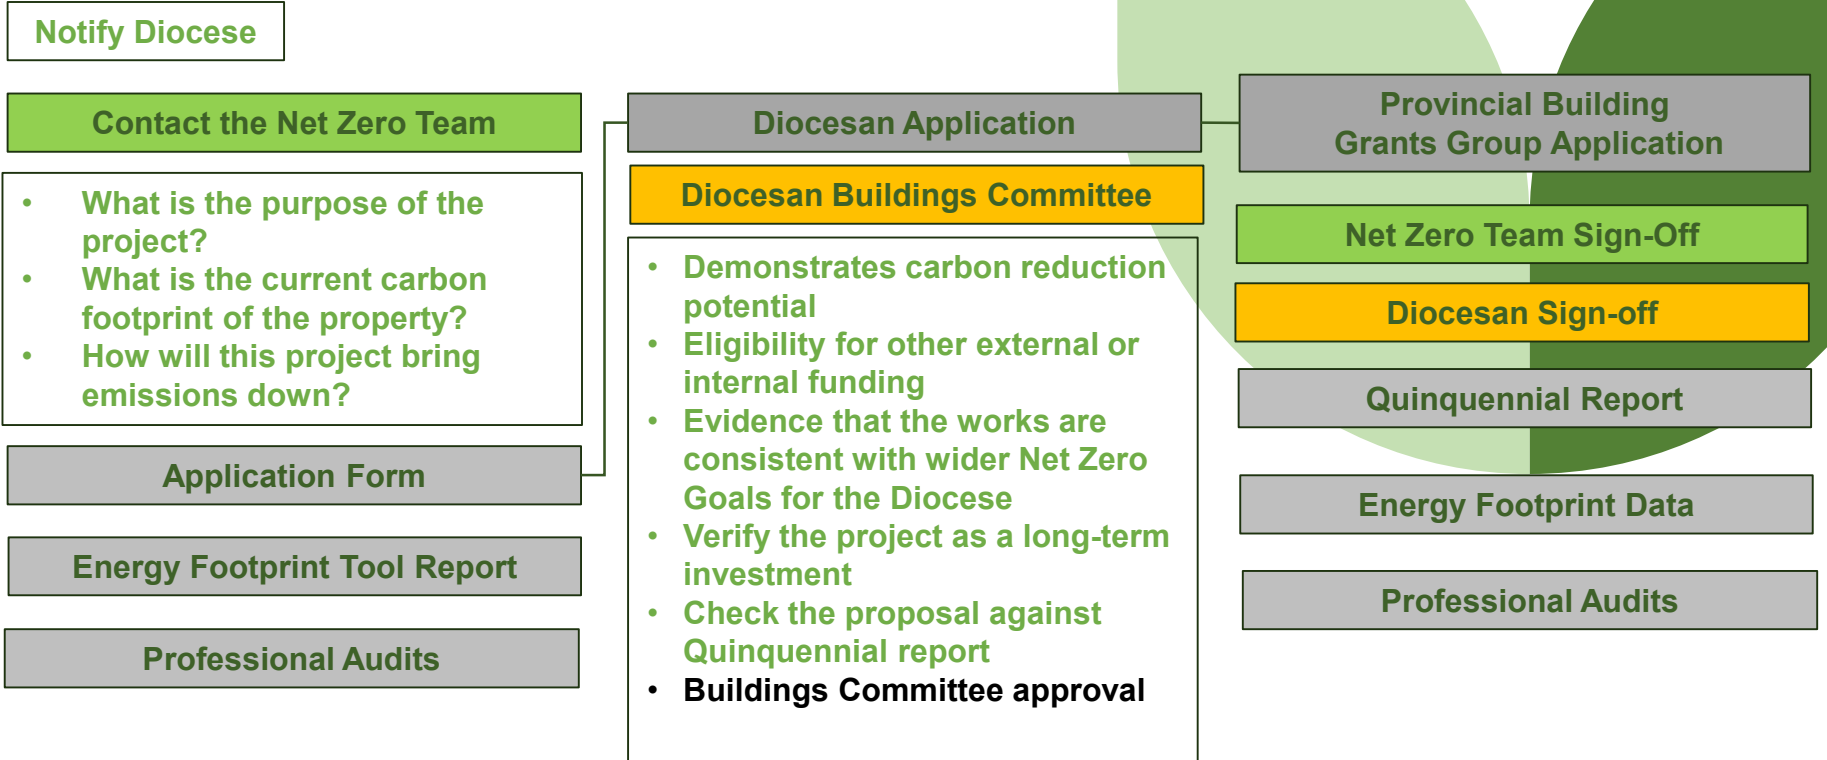 Notify Diocese
Contact the Net Zero Team
• What is the purpose of the
project?
• What is the current carbon
footprint of the property?
• How will this project bring
emissions down?
Application Form
Energy Footprint Tool Report
Professional Audits
Diocesan Application
Diocesan Buildings Committee
• Demonstrates carbon reduction
potential
• Eligibility for other external or
internal funding
• Evidence that the works are
consistent with wider Net Zero
Goals for the Diocese
• Verify the project as a long-term
investment
• Check the proposal against
Quinquennial report
• Buildings Committee approval
Provincial Building
Grants Group Application
Net Zero Team Sign-Off
Diocesan Sign-off
Quinquennial Report
Energy Footprint Data
Professional Audits